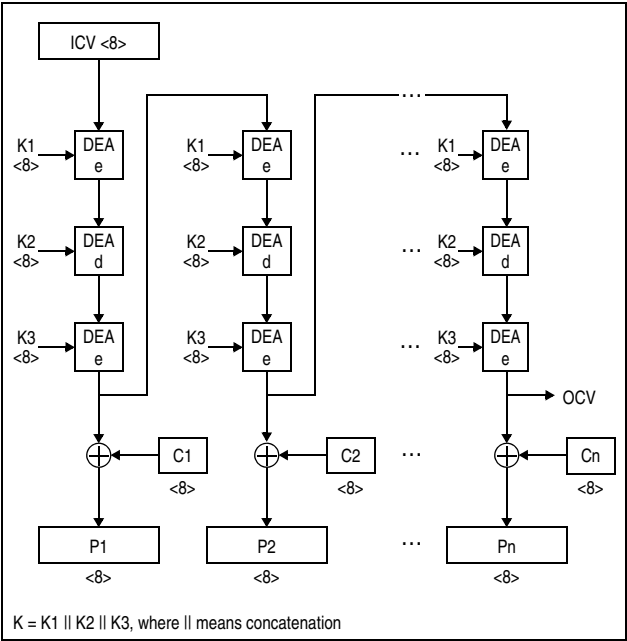 ICV <8>
...
K1 DEA K1 DEA ... K1 DEA
<8> e <8> e <8> e
K2 DEA K2 DEA ... K2 DEA
<8> d <8> d <8> d
K3 DEA K3 DEA ... K3 DEA
<8> e <8> e <8> e
OCV
C1 C2 ... Cn
<8> <8> <8>
P1 P2 ... Pn
<8> <8> <8>
K = K1 || K2 || K3, where || means concatenation